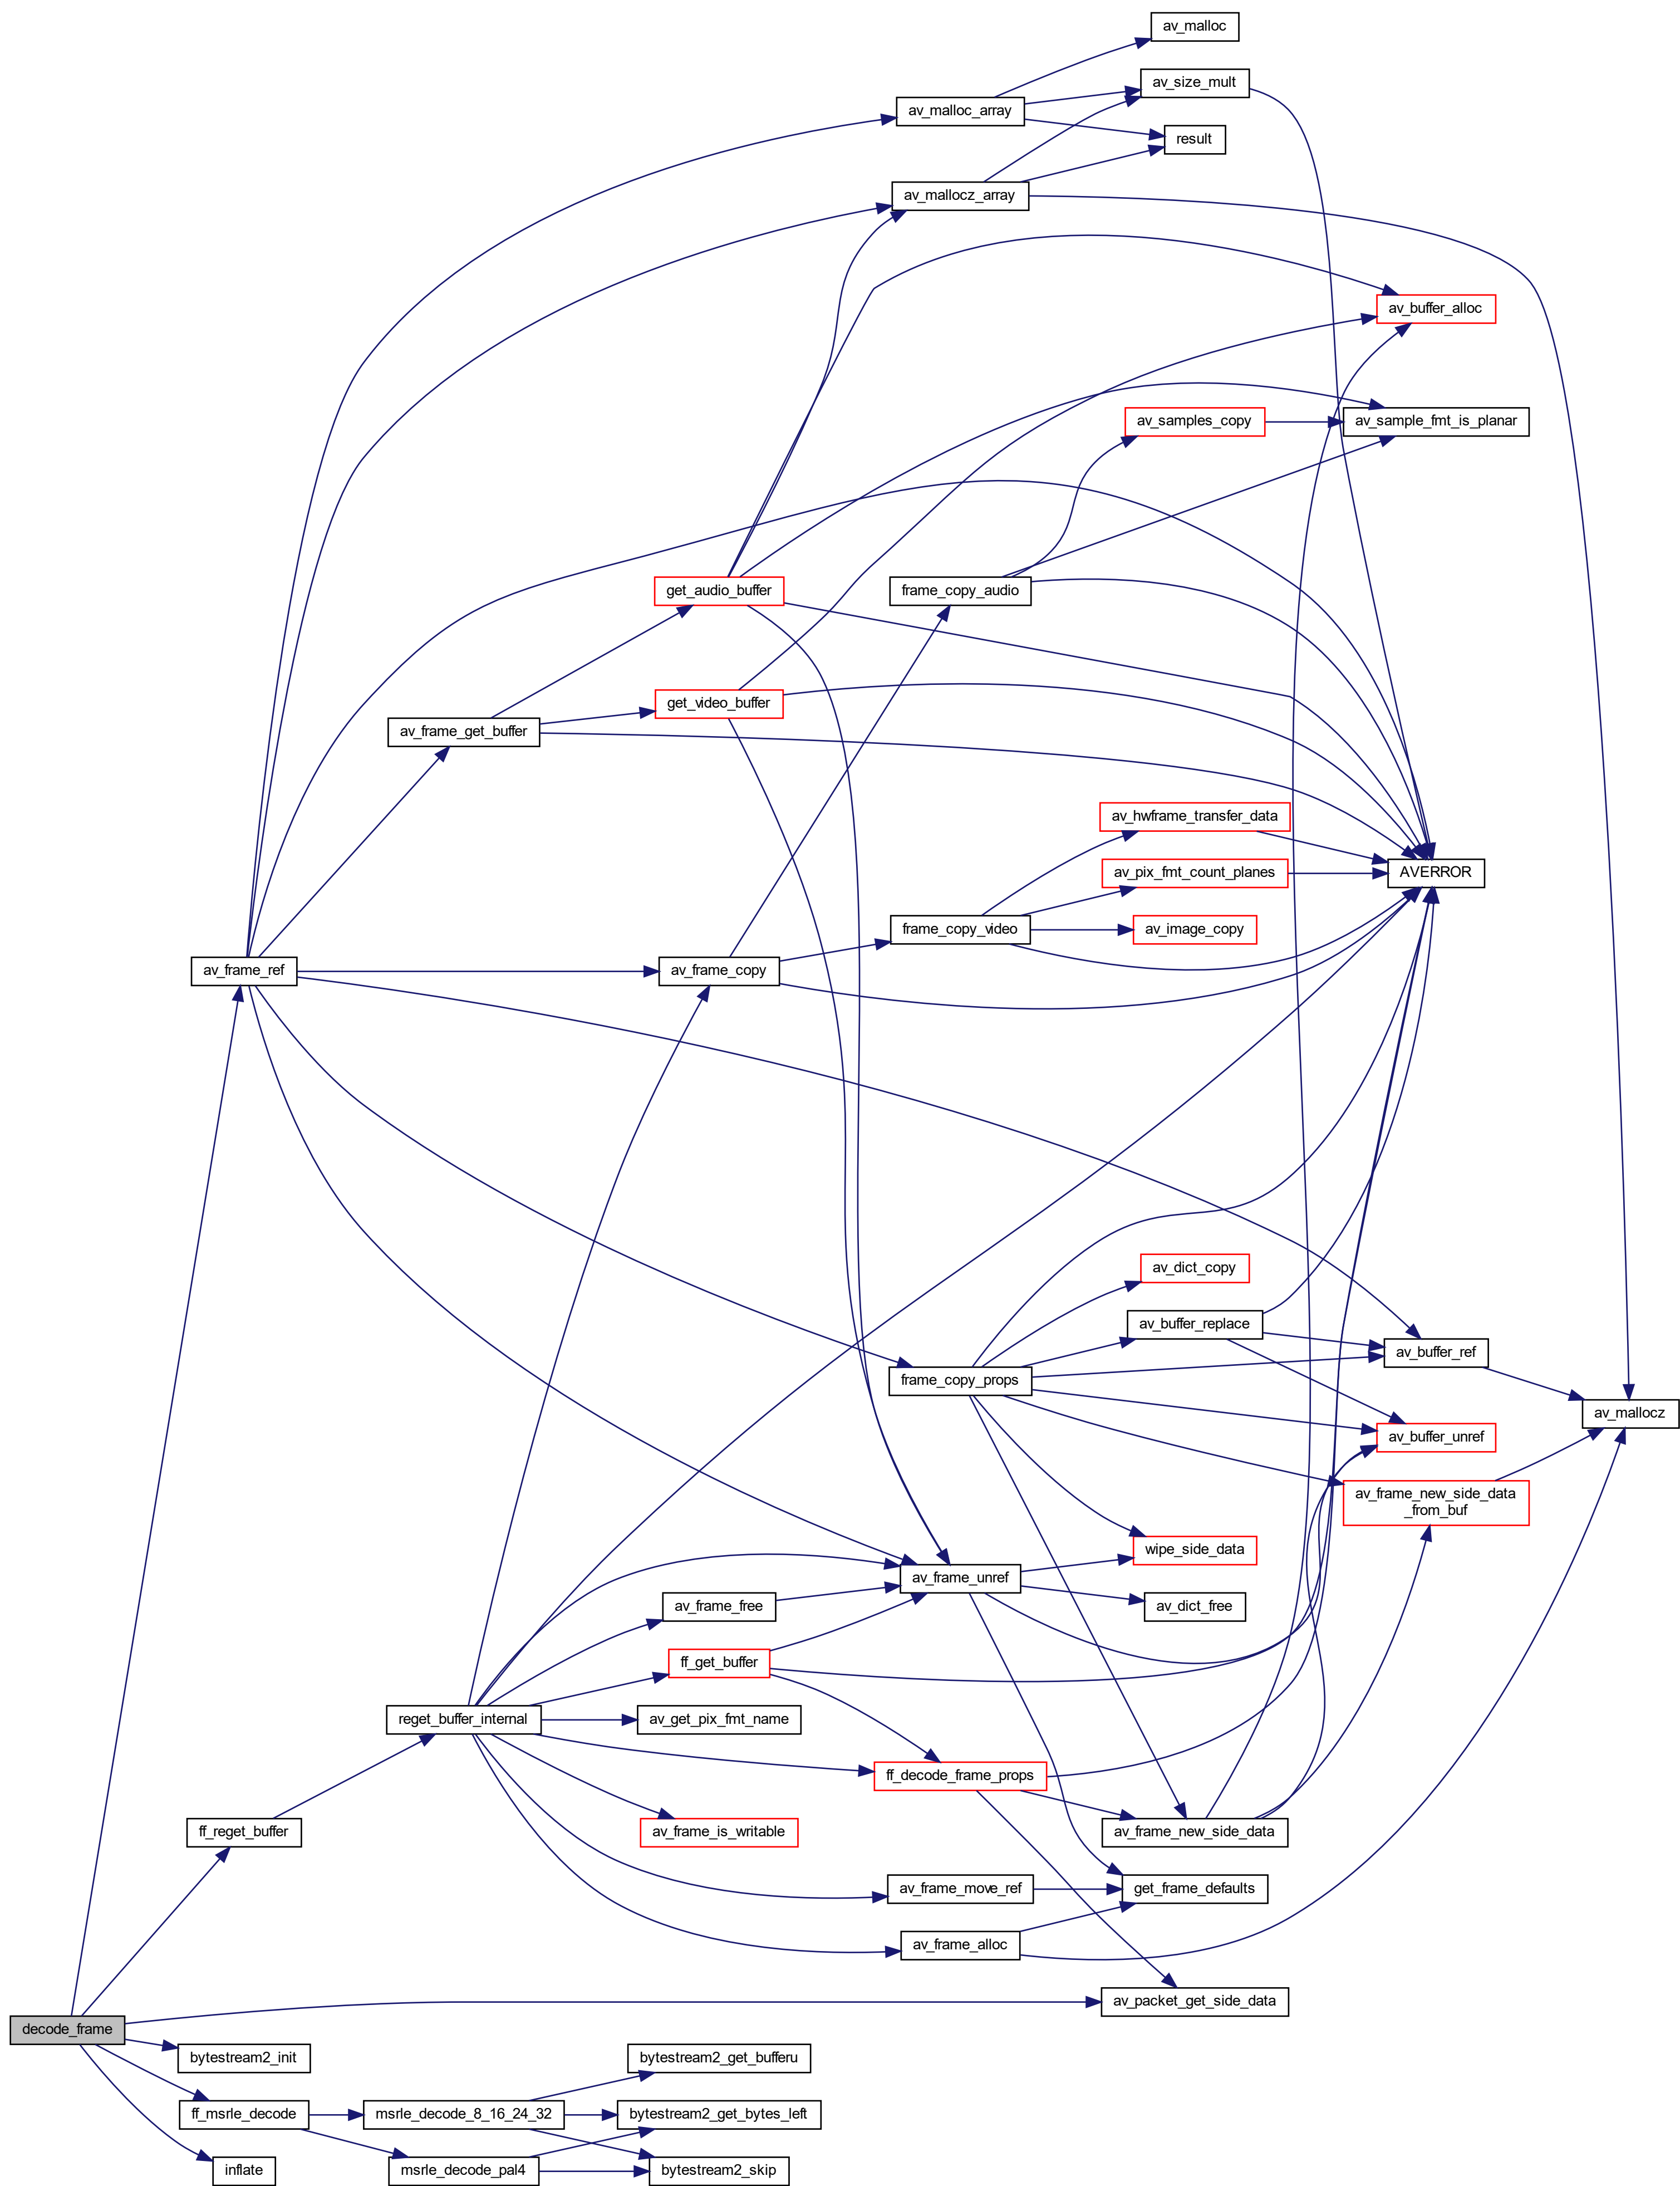 av_malloc
av_size_mult
av_malloc_array
result
av_mallocz_array
av_buffer_alloc
av_samples_copy
av_sample_fmt_is_planar
get_audio_buffer
frame_copy_audio
get_video_buffer
av_frame_get_buffer
av_hwframe_transfer_data
av_pix_fmt_count_planes
AVERROR
frame_copy_video
av_image_copy
av_frame_ref
av_frame_copy
av_dict_copy
av_buffer_replace
av_buffer_ref
frame_copy_props
av_mallocz
av_buffer_unref
av_frame_new_side_data
_from_buf
wipe_side_data
av_frame_unref
av_frame_free
av_dict_free
ff_get_buffer
reget_buffer_internal
av_get_pix_fmt_name
ff_decode_frame_props
ff_reget_buffer
av_frame_is_writable
av_frame_new_side_data
av_frame_move_ref
get_frame_defaults
av_frame_alloc
av_packet_get_side_data
decode_frame
bytestream2_init
bytestream2_get_bufferu
ff_msrle_decode
msrle_decode_8_16_24_32
bytestream2_get_bytes_left
inflate
msrle_decode_pal4
bytestream2_skip